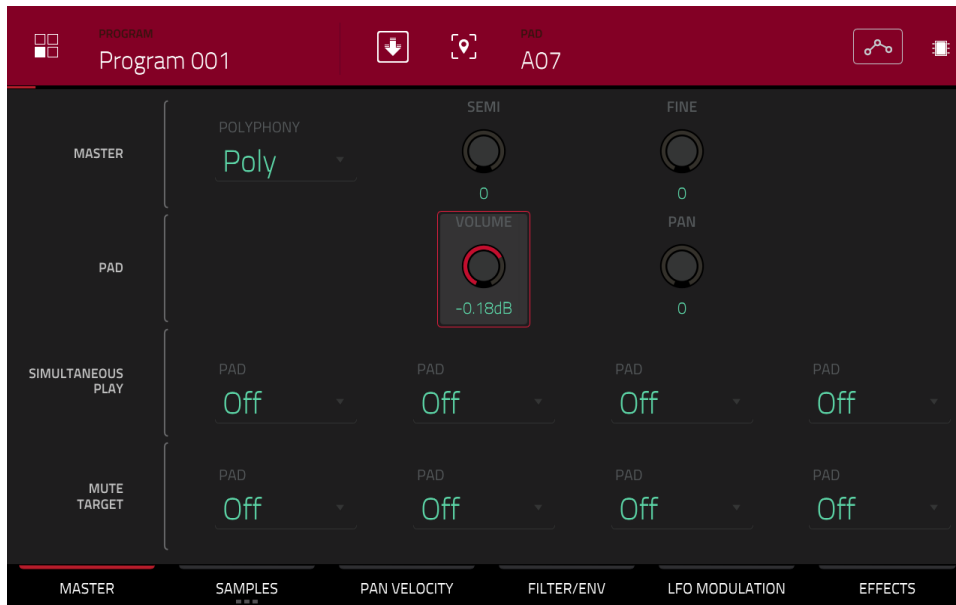 PROGRAM
Program 001
PAD
A07
MASTER
POLYPHONY
Poly
SEMI
0
FINE
0
PAD
VOLUME
-0.18dB
PAN
0
SIMULTANEOUS
PLAY
PAD
Off
PAD
Off
PAD
Off
PAD
Off
MUTE
TARGET
PAD
Off
PAD
Off
PAD
Off
PAD
Off
MASTER
SAMPLES
PAN VELOCITY
FILTER/ENV
LFO MODULATION
EFFECTS